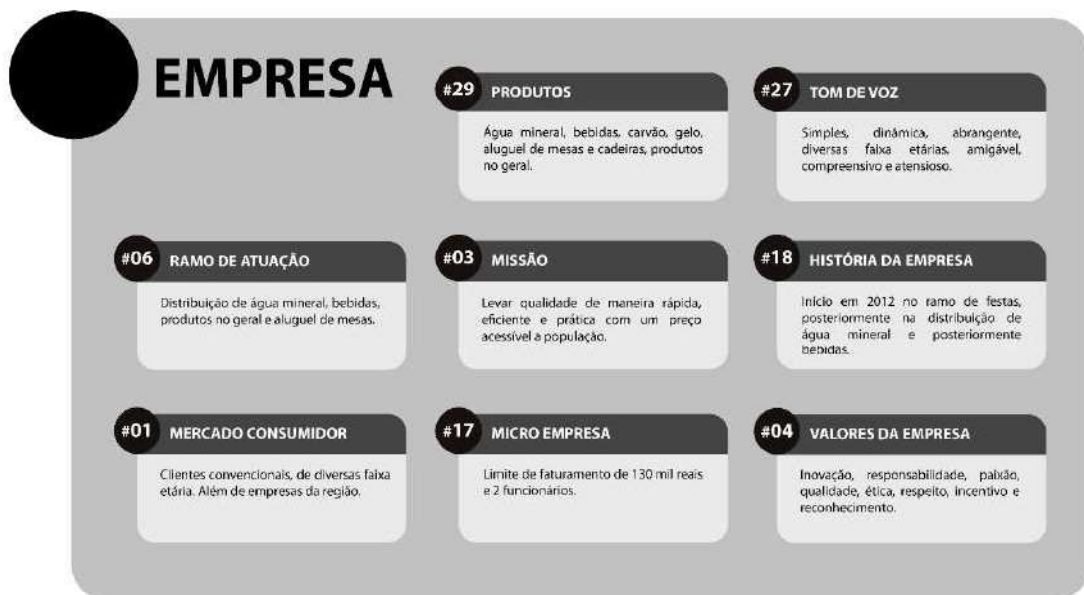 EMPRESA
#29 PRODUTOS
Água mineral, bebidas, carvão, gelo,
aluguel de mesas e cadeiras, produtos
no geral.
#27 TOM DE VOZ
Simples, dinâmica, abrangente,
diversas faixa etárias, amigável,
compreensivo e atensioso.
#06 RAMO DE ATUAÇÃO
Distribuição de água mineral, bebidas,
produtos no geral e aluguel de mesas.
#03 MISSÃO
Levar qualidade de maneira rápida,
eficiente e prática com um preço
acessível a população.
#18 HISTÓRIA DA EMPRESA
Início em 2012 no ramo de festas,
posteriormente na distribuição de
água mineral e posteriormente
bebidas.
#01 MERCADO CONSUMIDOR
Clientes convencionais, de diversas faixa
etária. Além de empresas da região.
#17 MICRO EMPRESA
Limite de faturamento de 130 mil reais
e 2 funcionários.
#04 VALORES DA EMPRESA
Inovação, responsabilidade, paixão,
qualidade, ética, respeito, incentivo e
reconhecimento.